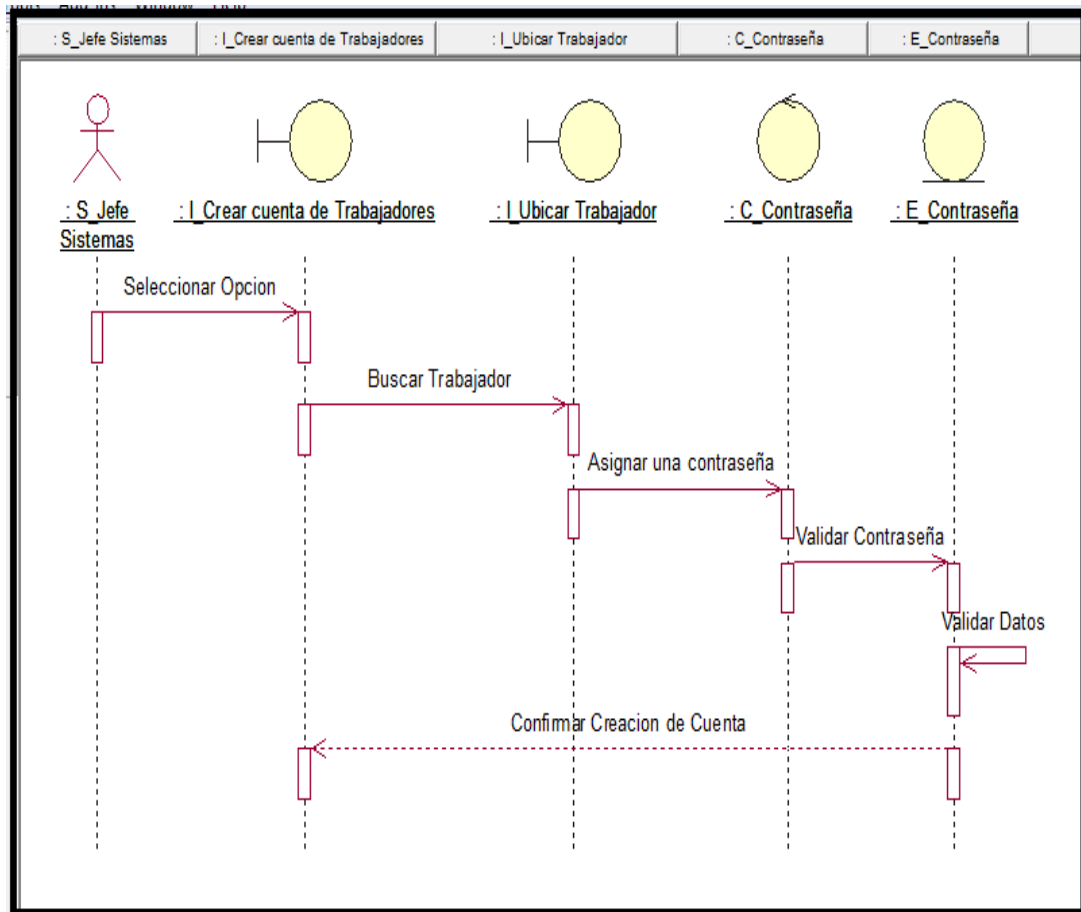 : S_Jefe Sistemas
: I_Crear cuenta de Trabajadores
: I_Ubicar Trabajador
: C_Contraseña
: E_Contraseña
: S_Jefe
Sistemas
: I_Crear cuenta de Trabajadores
: I_Ubicar Trabajador
: C_Contraseña
: E_Contraseña
Seleccionar Opcion
Buscar Trabajador
Asignar una contraseña
Validar Contraseña
Validar Datos
Confirmar Creacion de Cuenta